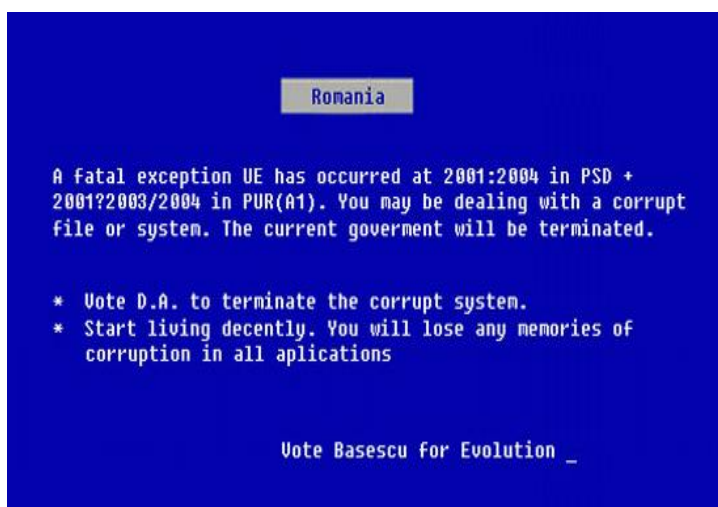 Romania
A fatal exception UE has occurred at 2001:2004 in PSD +
2001?2003/2004 in PUR(A1). You may be dealing with a corrupt
file or system. The current goverment will be terminated.
* Vote D.A. to terminate the corrupt system.
* Start living decently. You will lose any memories of
corruption in all aplications
Vote Basescu for Evolution _